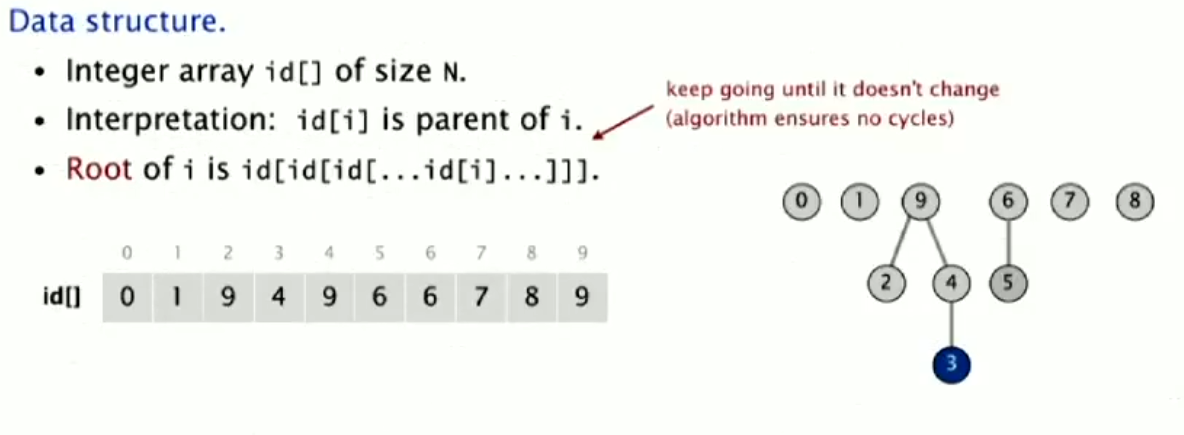 Data structure.
• Integer array id[] of size N.
• Interpretation: id[i] is parent of i.
• Root of i is id[id[id[...id[i]...]]].
keep going until it doesn't change
(algorithm ensures no cycles)
0 1 2 3 4 5 6 7 8 9
id[] 0 1 9 4 9 6 6 7 8 9
0 1 9 6 7 8
2 4 5
3